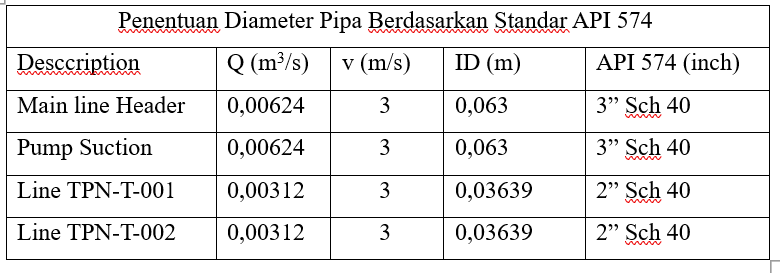 Penentuan Diameter Pipa Berdasarkan Standar API 574
Desccription Q (m³/s) v (m/s) ID (m) API 574 (inch)
Main line Header 0,00624 3 0,063 3” Sch 40
Pump Suction 0,00624 3 0,063 3” Sch 40
Line TPN-T-001 0,00312 3 0,03639 2” Sch 40
Line TPN-T-002 0,00312 3 0,03639 2” Sch 40